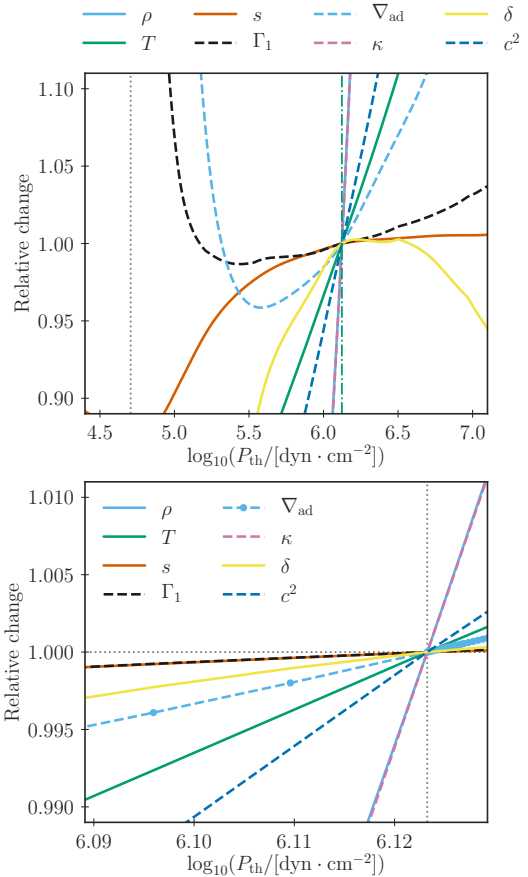 ρ s ∇ad δ
T Γ1 κ c²
1.10
1.05
1.00
0.95
0.90
Relative change
4.5 5.0 5.5 6.0 6.5 7.0
log10(Pth/[dyn · cm−2])
1.010
1.005
1.000
0.995
0.990
Relative change
ρ ∇ad
T κ
s δ
Γ1 c²
6.09 6.10 6.11 6.12
log10(Pth/[dyn · cm−2])